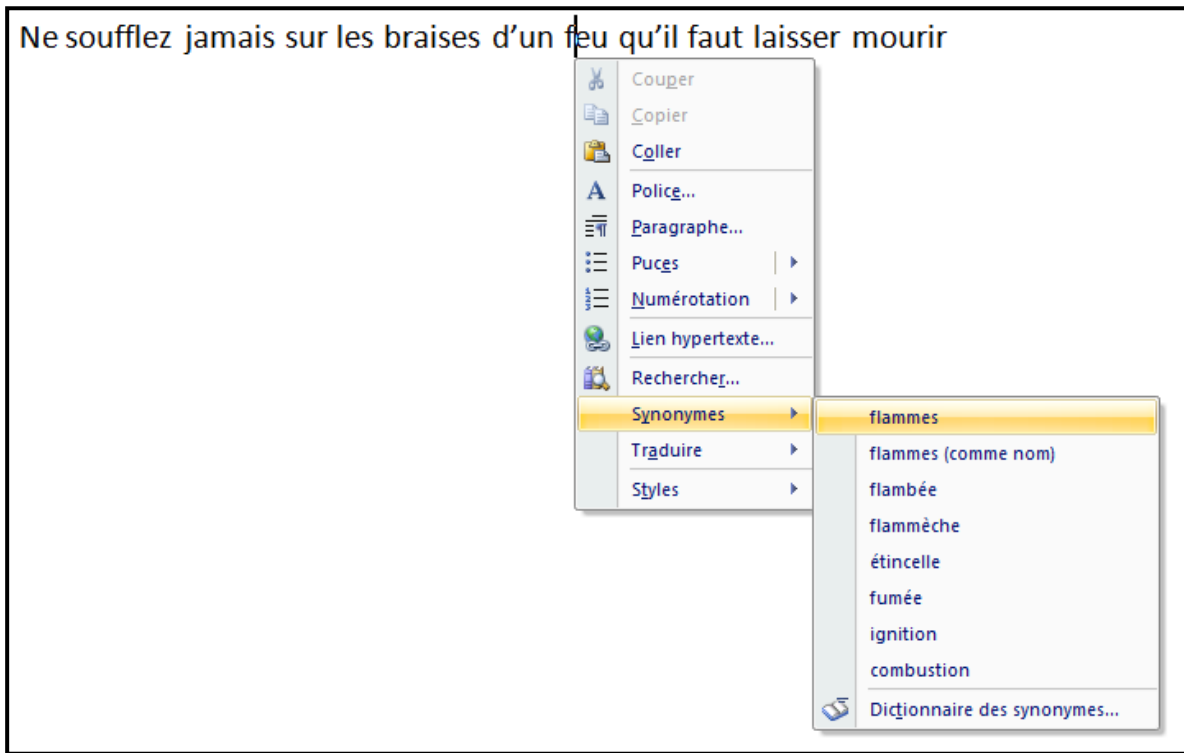 Ne soufflez jamais sur les braises d’un feu qu’il faut laisser mourir
Couper
Copier
Coller
Police...
Paragraphe...
Puces
Numérotation
Lien hypertexte...
Rechercher...
Synonymes
Traduire
Styles
flammes
flammes (comme nom)
flambée
flammèche
étincelle
fumée
ignition
combustion
Dictionnaire des synonymes...